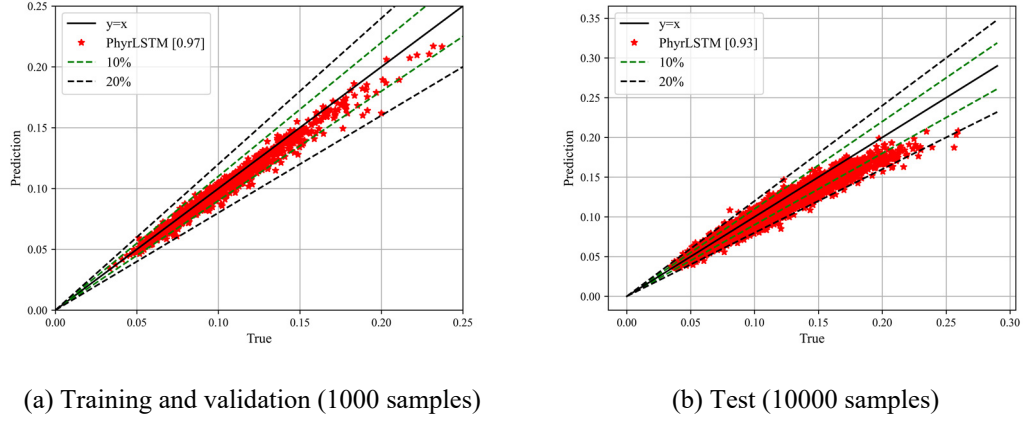 0.25
0.20
0.15
0.10
0.05
0.00
Prediction
y=x
PhyrLSTM [0.97]
10%
20%
0.00 0.05 0.10 0.15 0.20 0.25
True
0.35
0.30
0.25
0.20
0.15
0.10
0.05
0.00
Prediction
y=x
PhyrLSTM [0.93]
10%
20%
0.00 0.05 0.10 0.15 0.20 0.25 0.30
True
(a) Training and validation (1000 samples)
(b) Test (10000 samples)